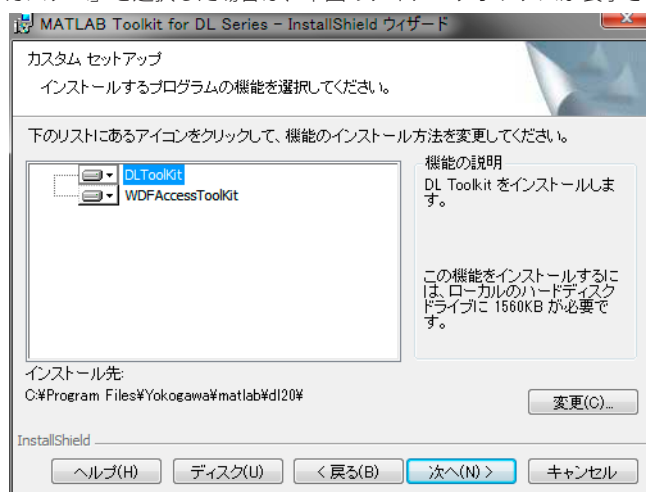 MATLAB Toolkit for DL Series - InstallShield ウィザード
カスタム セットアップ
インストールするプログラムの機能を選択してください。
下のリストにあるアイコンをクリックして、機能のインストール方法を変更してください。
DLToolKit
WDFAccessToolKit
機能の説明
DL Toolkit をインストールしま
す。
この機能をインストールするに
は、ローカルのハードディスク
ドライブに 1560KB が必要で
す。
インストール先:
C:¥Program Files¥Yokogawa¥matlab¥dl20¥
変更(C)...
InstallShield
ヘルプ(H)
ディスク(U)
< 戻る(B)
次へ(N) >
キャンセル